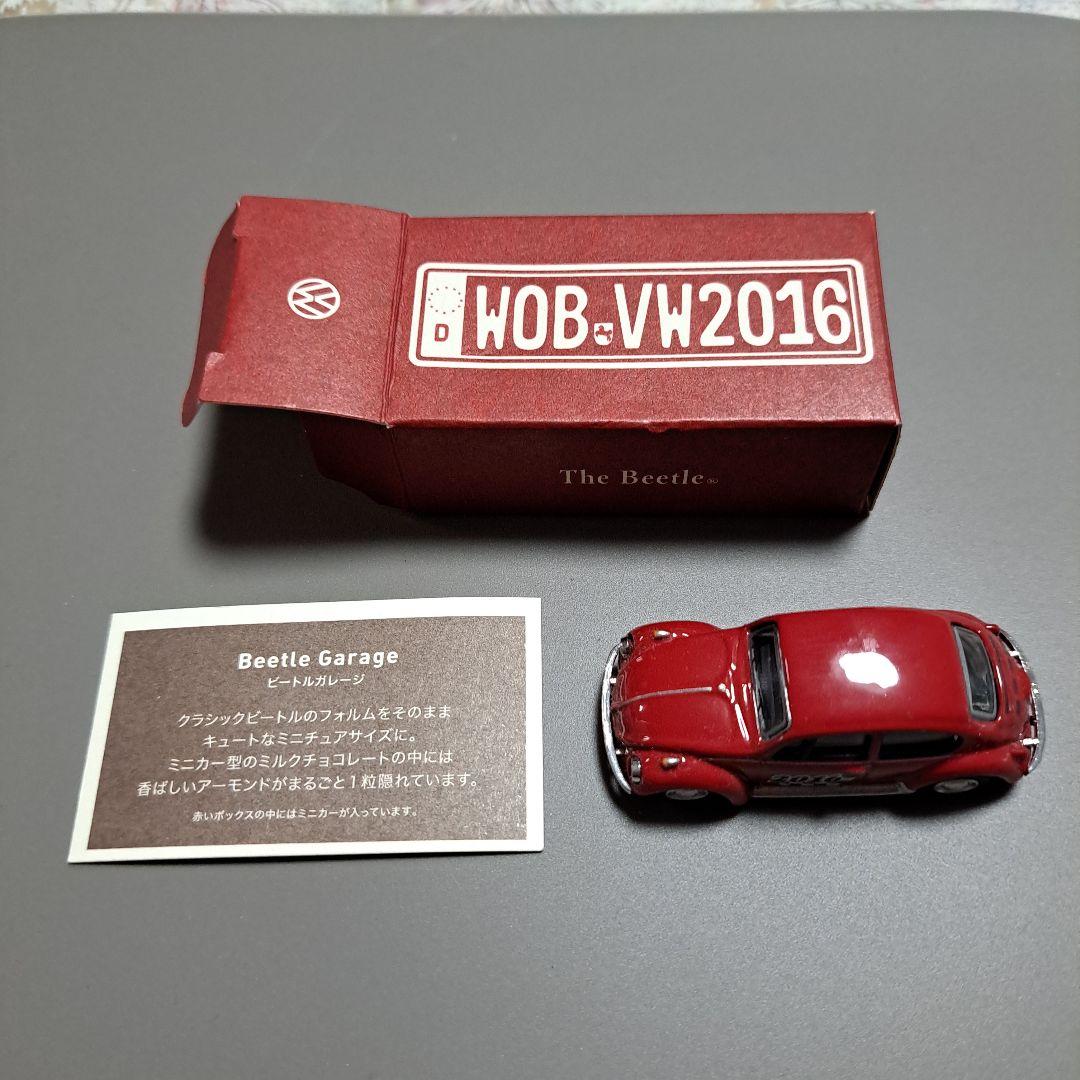 VW
D WOB VW2016
The Beetle®
Beetle Garage
ビートルガレージ
クラシックビートルのフォルムをそのまま
キュートなミニチュアサイズに。
ミニカー型のミルクチョコレートの中には
香ばしいアーモンドがまるごと1粒隠れています。
赤いボックスの中にはミニカーが入っています。
2016